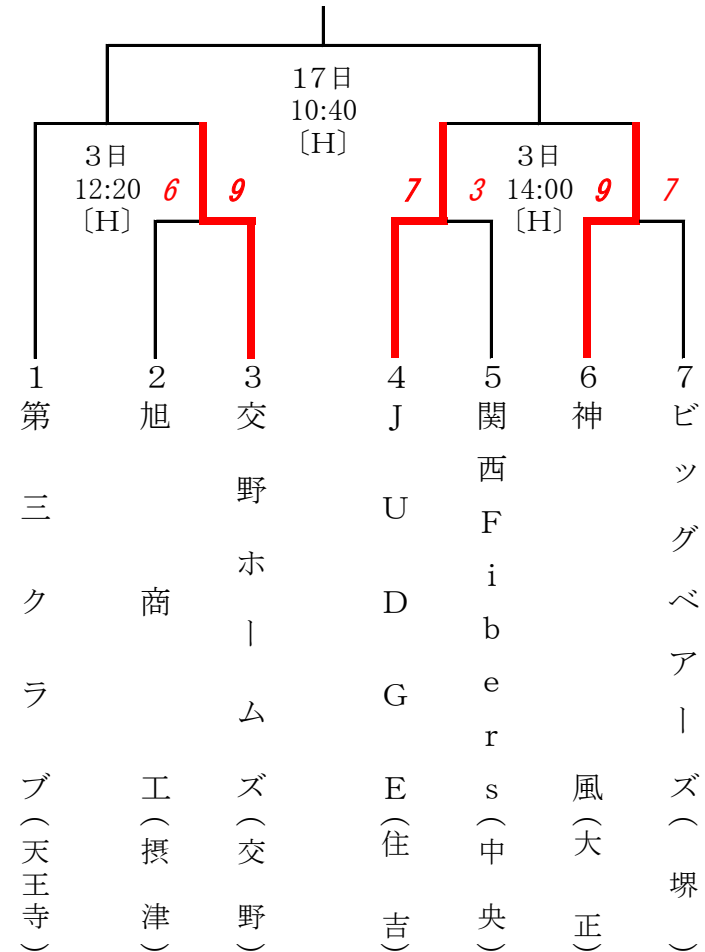 17日
10:40
〔H〕
3日
12:20
〔H〕
6
9
7
3
3日
14:00
〔H〕
9
7
1
第三クラブ(天王寺)
2
旭商工(摂津)
3
交野ホームズ(交野)
4
JUDGE(住吉)
5
関西Fibers(中央)
6
神風(大正)
7
ビッグベアーズ(堺)